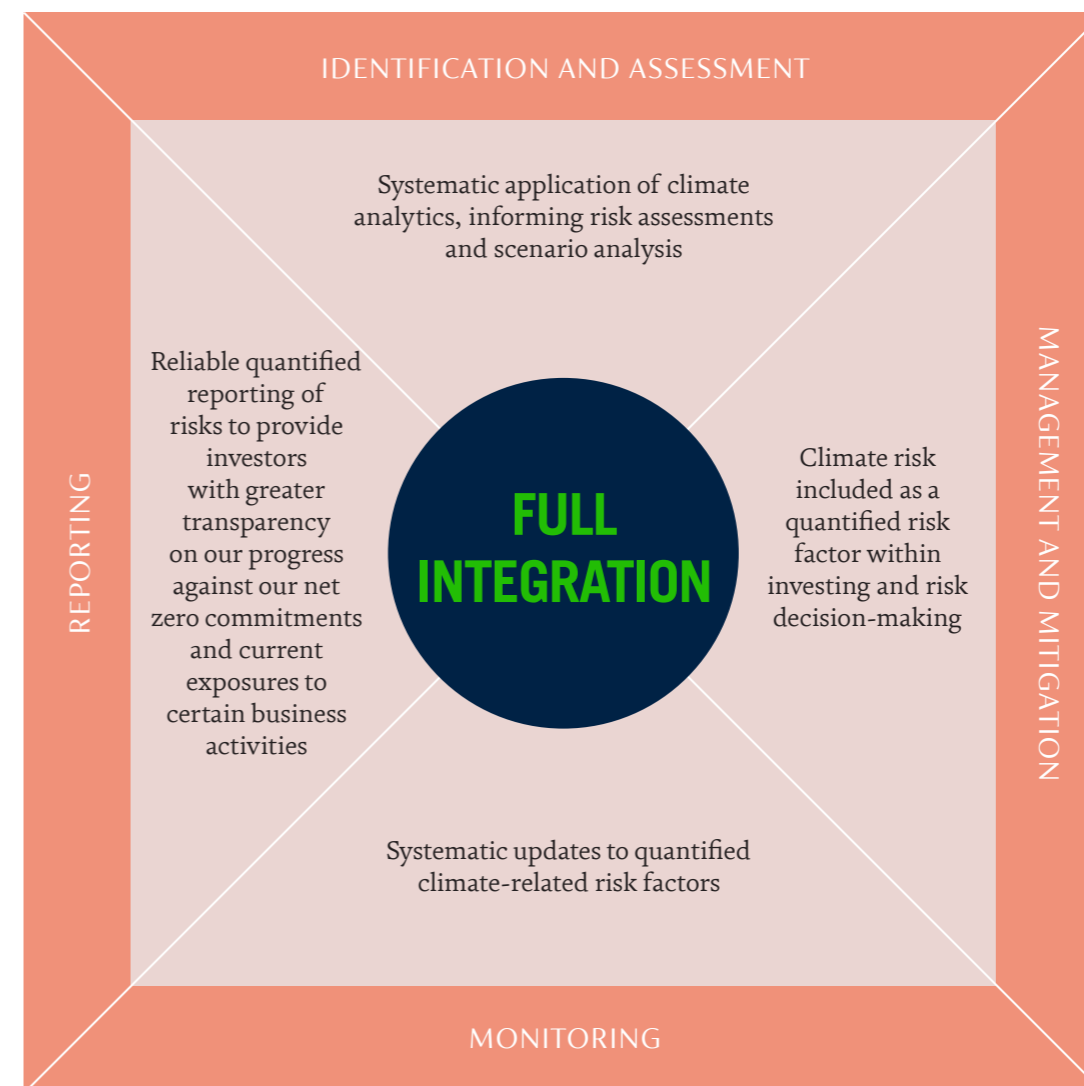 IDENTIFICATION AND ASSESSMENT
Systematic application of climate
analytics, informing risk assessments
and scenario analysis
MANAGEMENT AND MITIGATION
Climate risk
included as a
quantified risk
factor within
investing and risk
decision-making
FULL
INTEGRATION
REPORTING
Reliable quantified
reporting of
risks to provide
investors
with greater
transparency
on our progress
against our net
zero commitments
and current
exposures to
certain business
activities
Systematic updates to quantified
climate-related risk factors
MONITORING